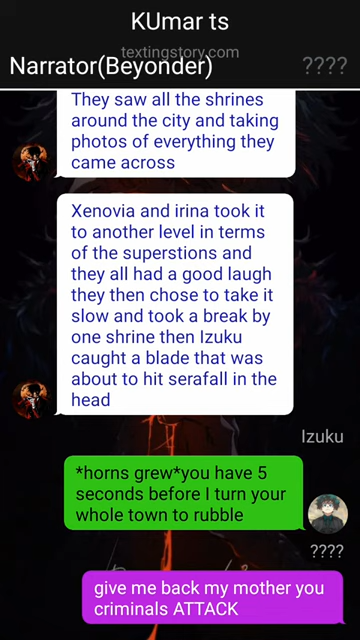 KUmar ts
textingstory.com
Narrator(Beyonder)
????
They saw all the shrines
around the city and taking
photos of everything they
came across
Xenovia and irina took it
to another level in terms
of the superstions and
they all had a good laugh
they then chose to take it
slow and took a break by
one shrine then Izuku
caught a blade that was
about to hit serafall in the
head
Izuku
*horns grew*you have 5
seconds before I turn your
whole town to rubble
????
give me back my mother you
criminals ATTACK